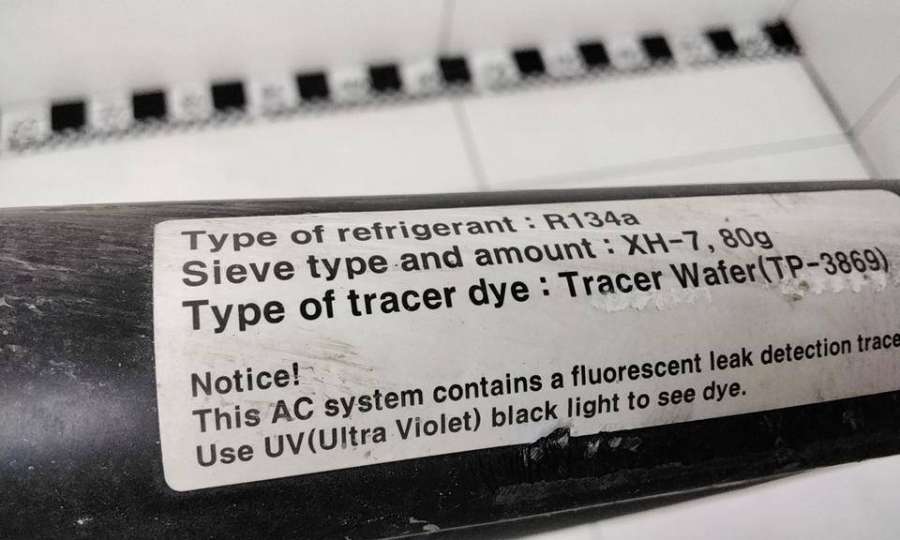 Type of refrigerant : R134a
Sieve type and amount : XH-7, 80g
Type of tracer dye : Tracer Wafer(TP-3869)
Notice!
This AC system contains a fluorescent leak detection trace
Use UV(Ultra Violet) black light to see dye.